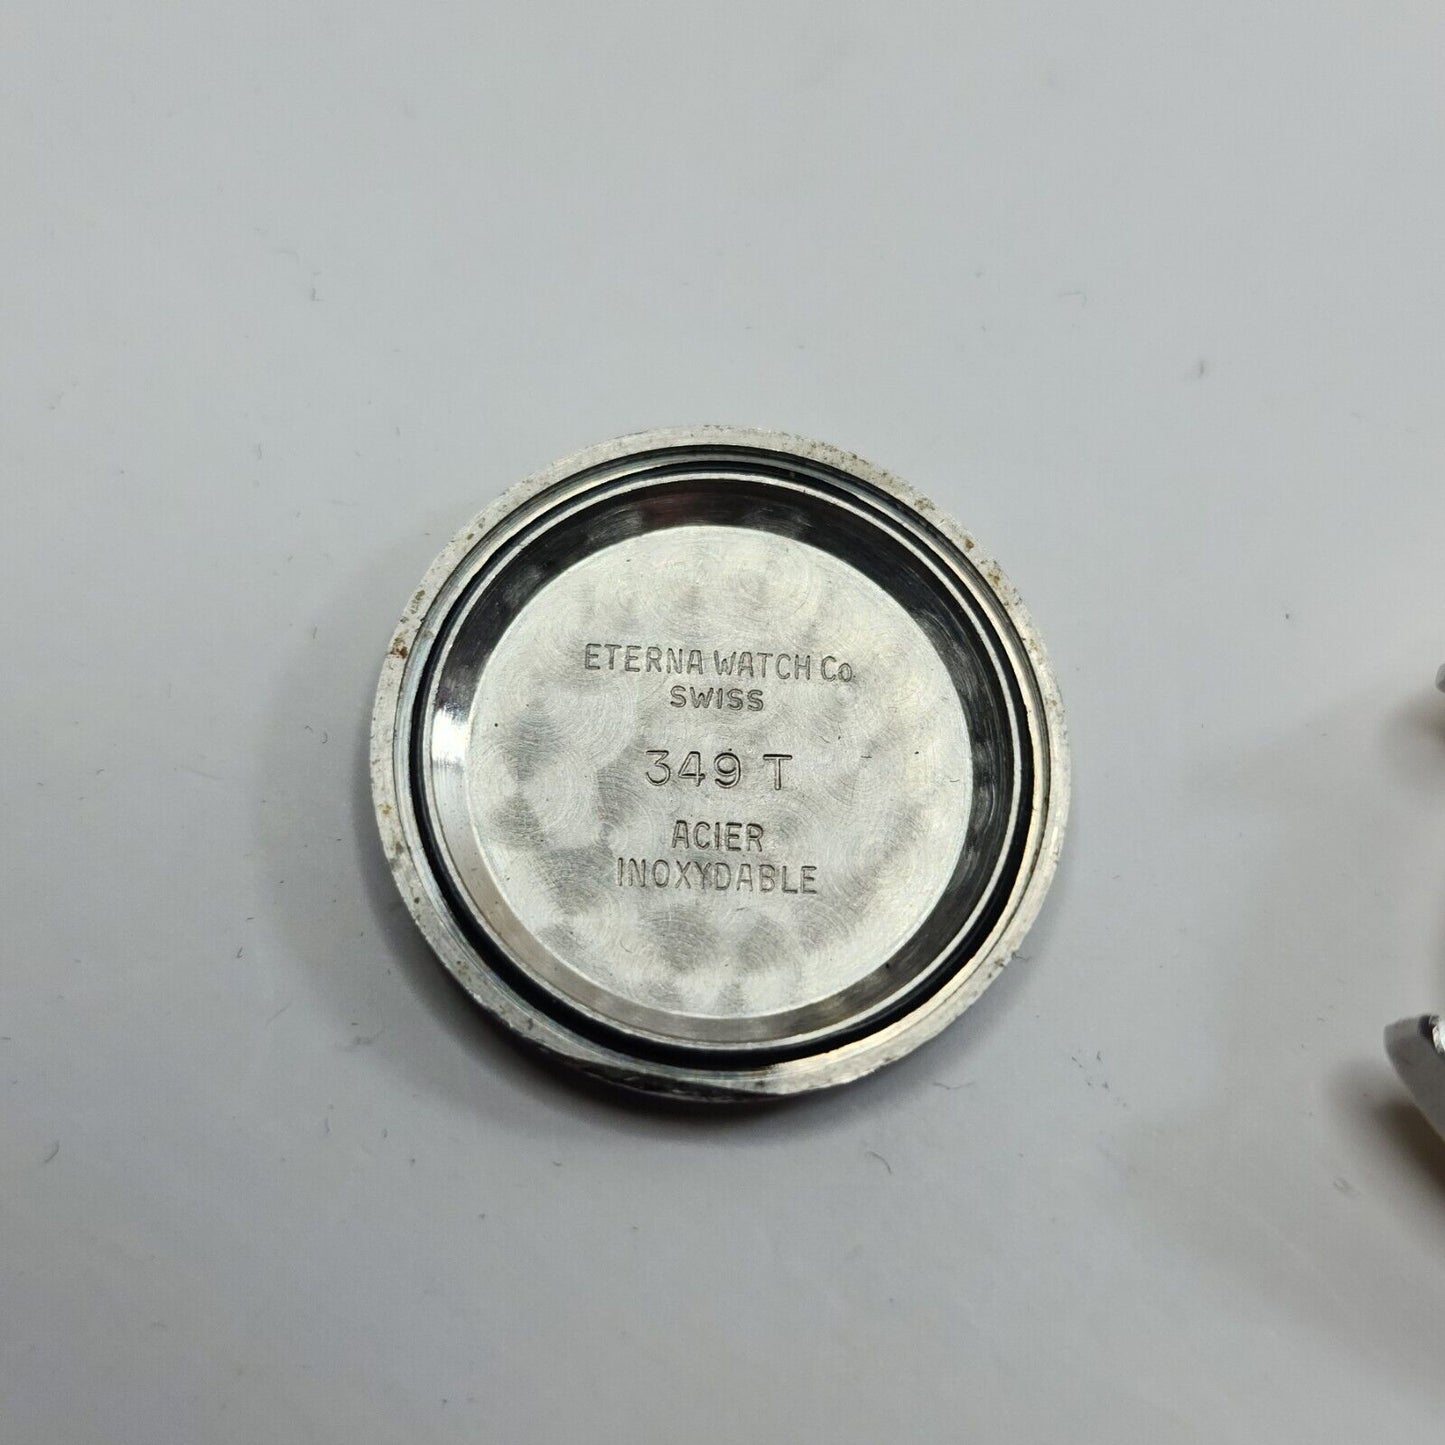 ETERNA WATCH Co
SWISS
349 T
ACIER
INOXYDABLE